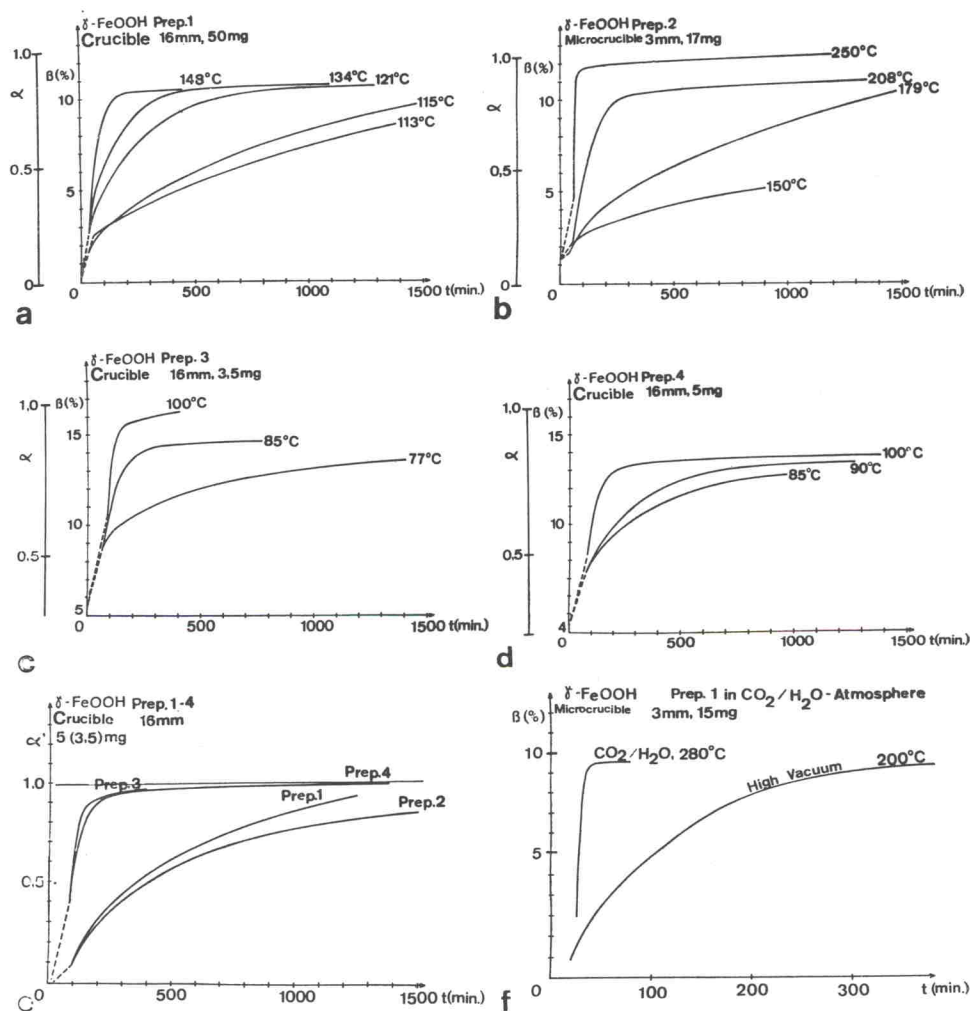 γ-FeOOH Prep.1
Crucible 16mm, 50mg
1.0
α
0.5
0
β(%)
10
5
148°C
134°C
121°C
115°C
113°C
0
500
1000
1500 t(min.)
a
γ-FeOOH Prep.2
Microcrucible 3mm, 17mg
1.0
α
0.5
0
β(%)
10
5
250°C
208°C
179°C
150°C
0
500
1000
1500 t(min.)
b
γ-FeOOH Prep. 3
Crucible 16mm, 3,5mg
1,0
α
0.5
β(%)
15
10
5
100°C
85°C
77°C
0
500
1000
1500 t(min.)
c
γ-FeOOH Prep.4
Crucible 16mm, 5mg
1,0
α
0.5
β(%)
15
10
4
100°C
90°C
85°C
0
500
1000
1500 t(min.)
d
γ-FeOOH Prep. 1-4
Crucible 16mm
5 (3.5) mg
α'
1.0
0.5
Prep.3
Prep.4
Prep.1
Prep.2
0
500
1000
1500 t(min.)
γ-FeOOH Prep. 1 in CO2/H2O-Atmosphere
Microcrucible 3mm, 15mg
β(%)
10
5
0
CO2/H2O, 280°C
High Vacuum
200°C
0
100
200
300
t (min.)
f